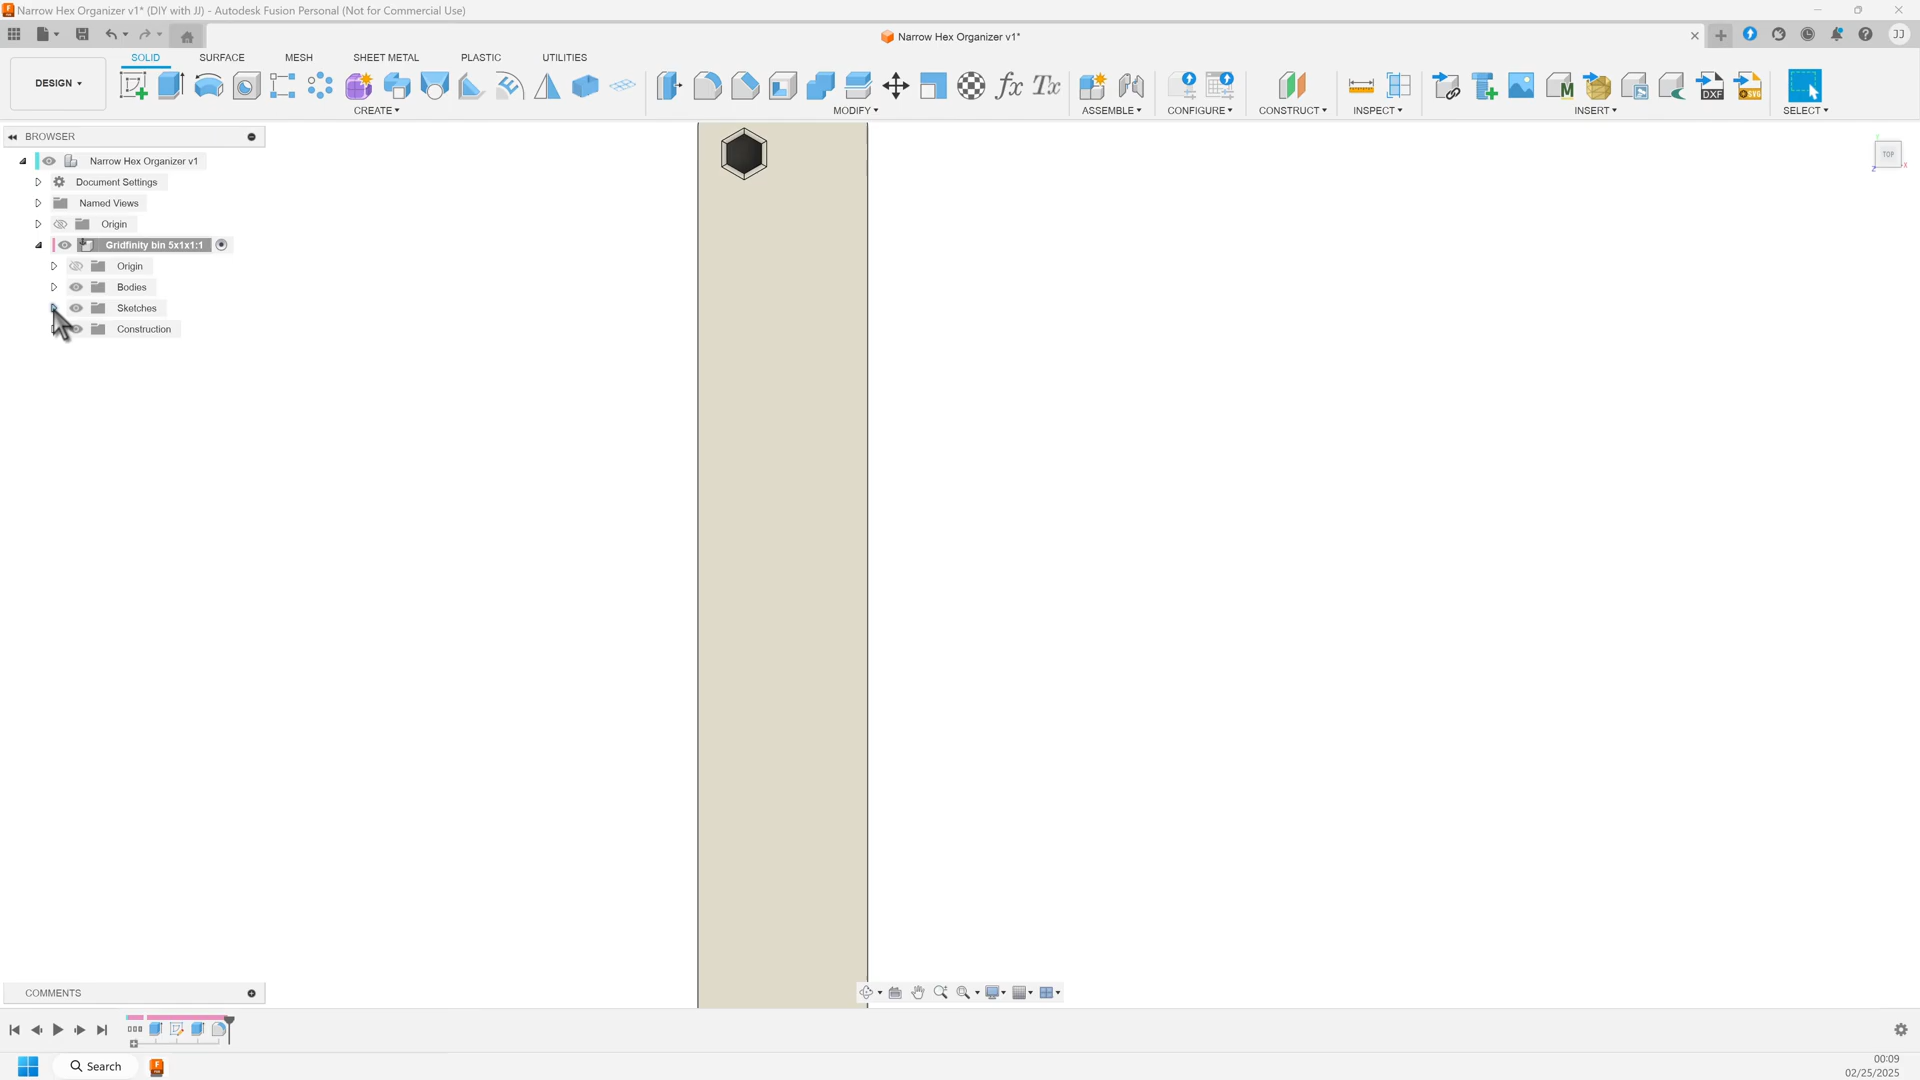 Narrow Hex Organizer v1* (DIY with JJ) - Autodesk Fusion Personal (Not for Commercial Use)
Narrow Hex Organizer v1*
JJ
SOLID SURFACE MESH SHEET METAL PLASTIC UTILITIES
DESIGN
CREATE MODIFY ASSEMBLE CONFIGURE CONSTRUCT INSPECT INSERT SELECT
BROWSER
Narrow Hex Organizer v1
Document Settings
Named Views
Origin
Gridfinity bin 5x1x1:1
Origin
Bodies
Sketches
Construction
TOP
COMMENTS
Search
00:09
02/25/2025